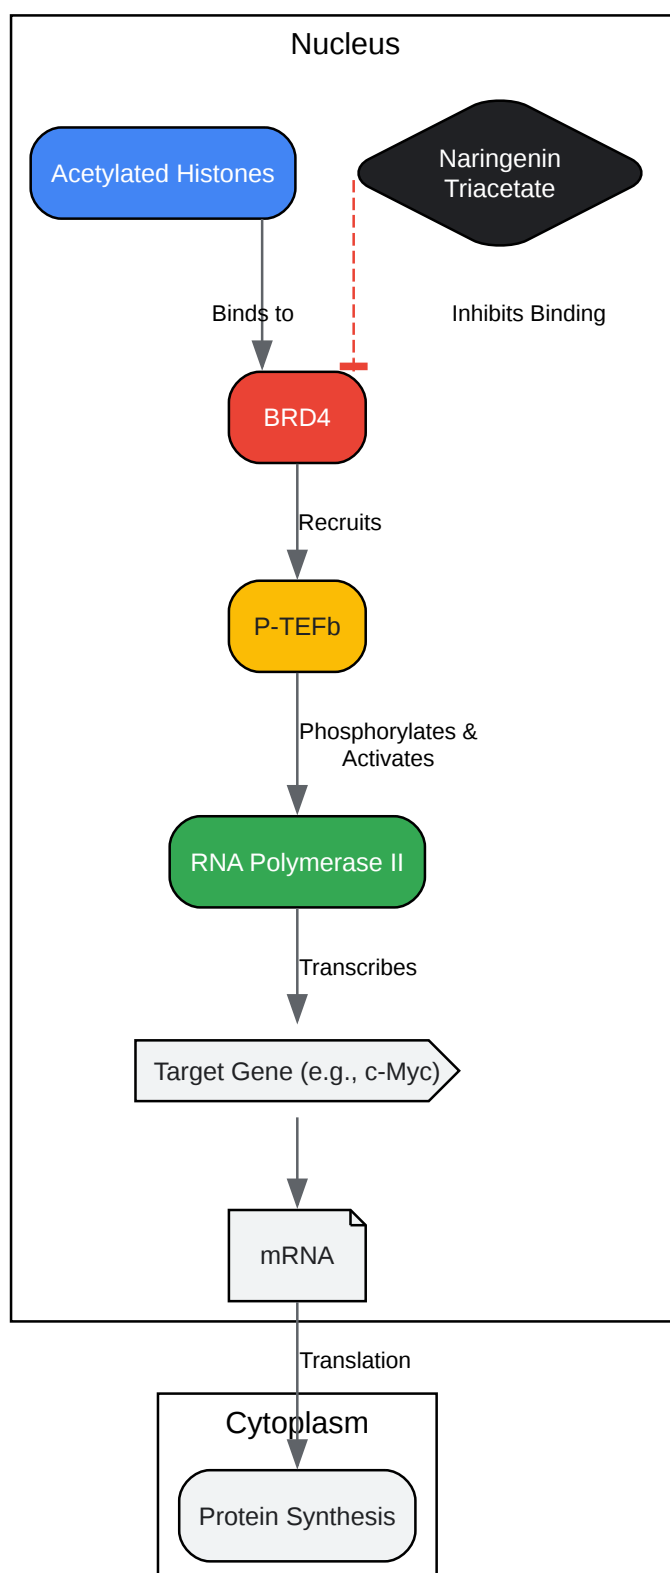 Nucleus
Acetylated Histones
Naringenin
Triacetate
Binds to
Inhibits Binding
BRD4
Recruits
P-TEFb
Phosphorylates &
Activates
RNA Polymerase II
Transcribes
Target Gene (e.g., c-Myc)
mRNA
Translation
Cytoplasm
Protein Synthesis